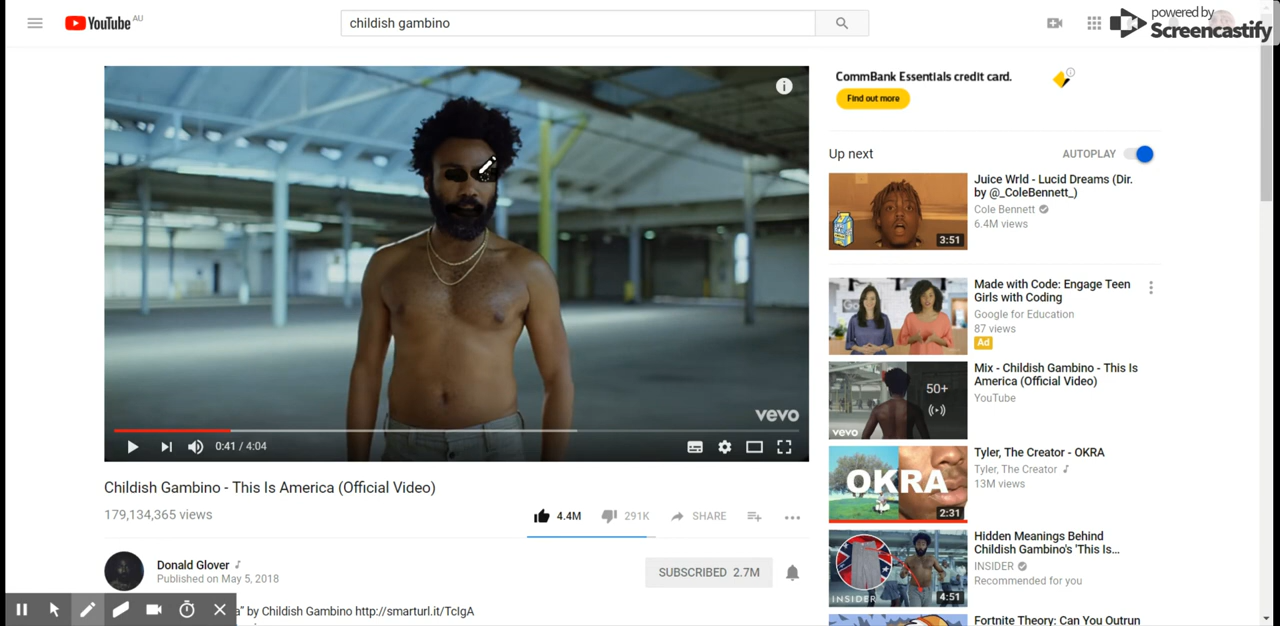 YouTube AU
childish gambino
powered by
Screencastify
CommBank Essentials credit card.
Find out more
Up next
AUTOPLAY
Juice Wrld - Lucid Dreams (Dir.
by @_ColeBennett_)
Cole Bennett
6.4M views
3:51
Made with Code: Engage Teen
Girls with Coding
Google for Education
87 views
Ad
Mix - Childish Gambino - This Is
America (Official Video)
YouTube
50+
vevo
Tyler, The Creator - OKRA
Tyler, The Creator
13M views
OKRA
2:31
Hidden Meanings Behind
Childish Gambino's 'This Is...
INSIDER
Recommended for you
INSIDER
4:51
Fortnite Theory: Can You Outrun
vevo
0:41 / 4:04
Childish Gambino - This Is America (Official Video)
179,134,365 views
4.4M
291K
SHARE
Donald Glover
Published on May 5, 2018
SUBSCRIBED 2.7M
a" by Childish Gambino http://smarturl.it/TcIgA